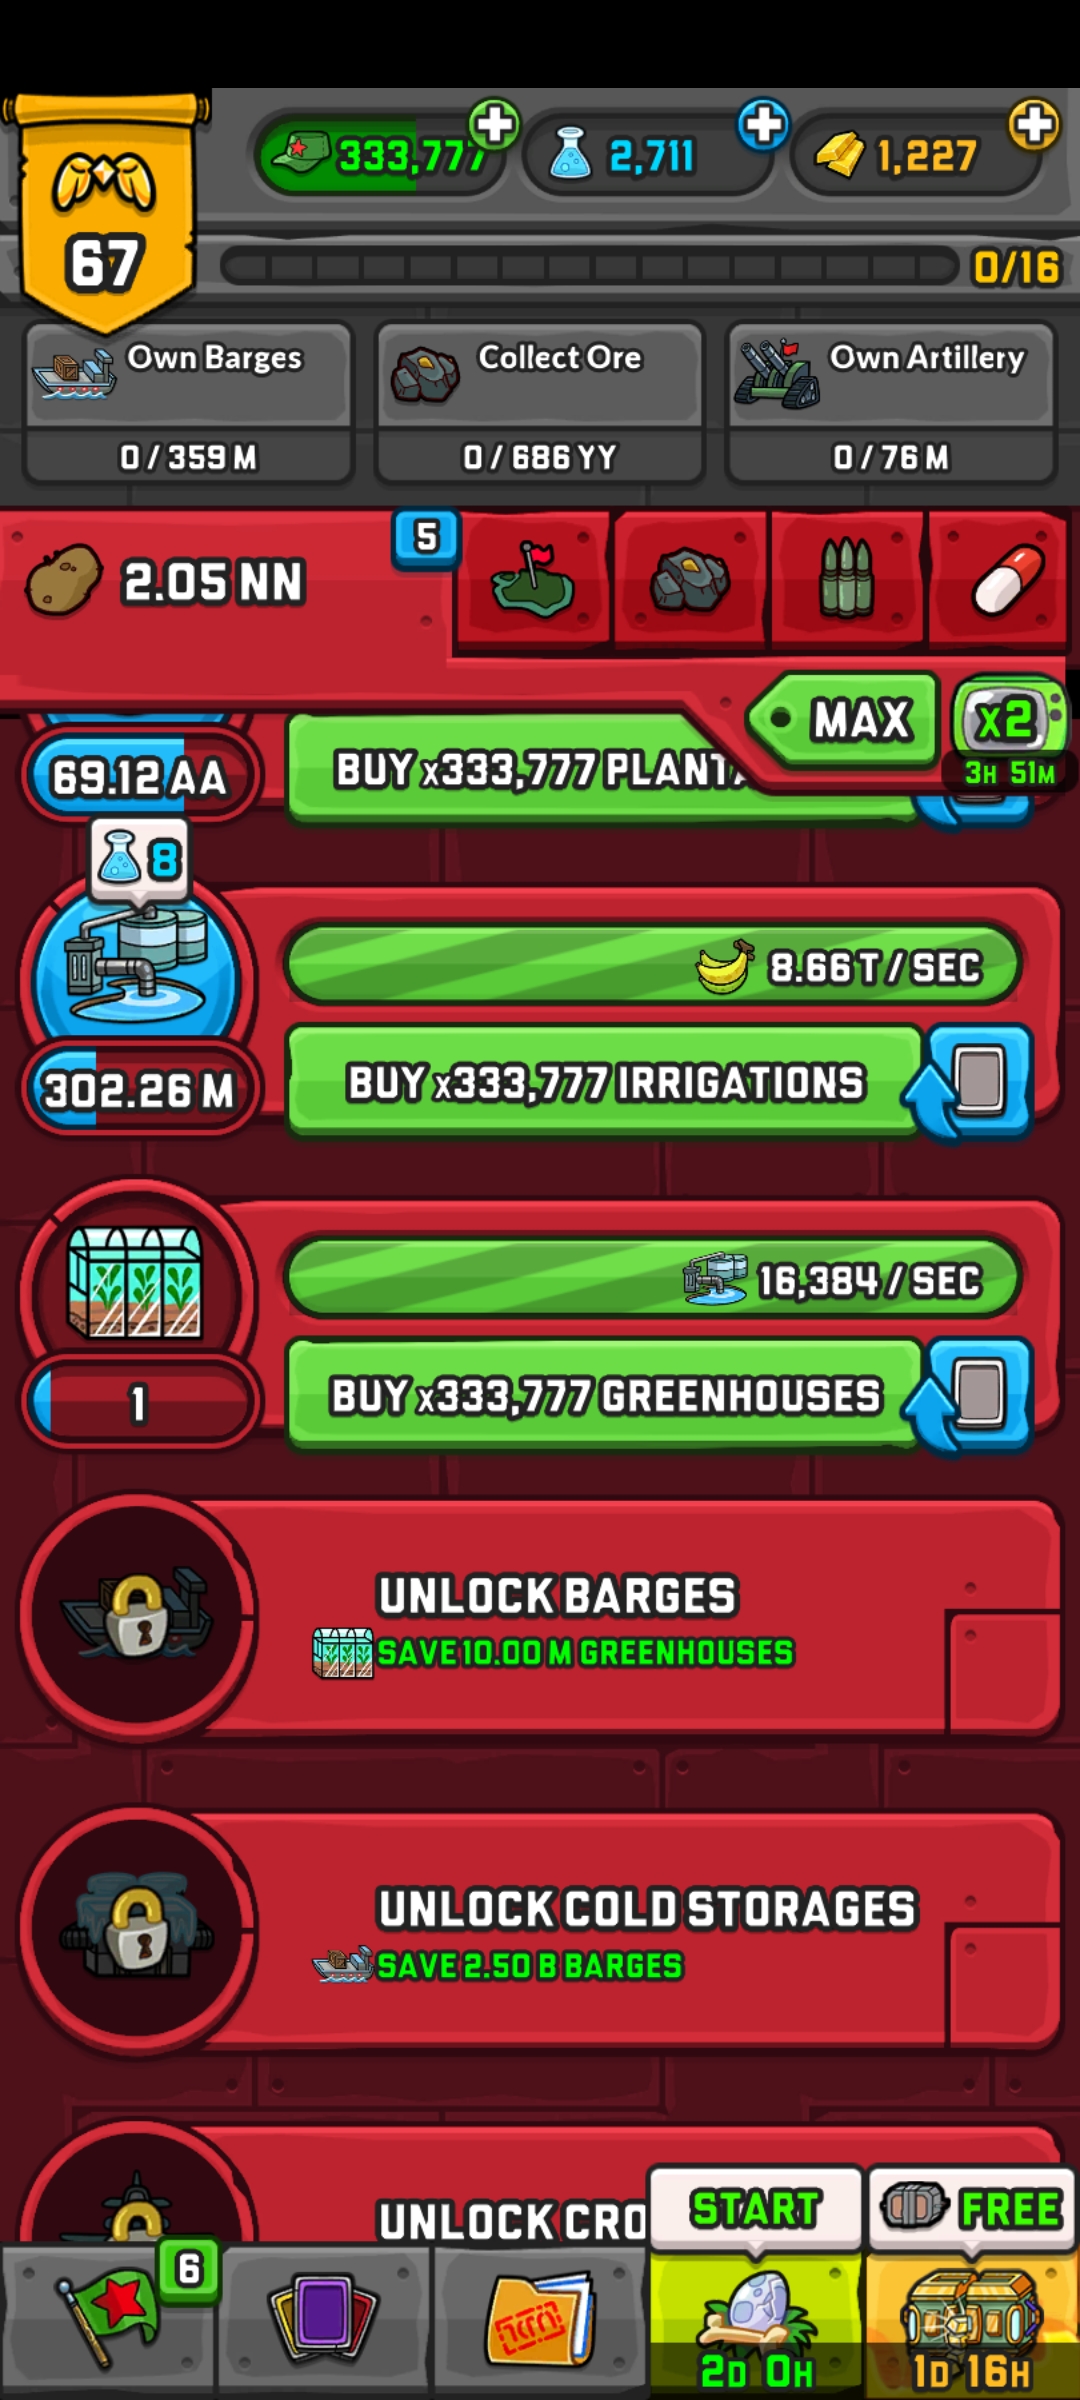 333,777
2,711
1,227
67
0/16
Own Barges
Collect Ore
Own Artillery
0 / 359 M
0 / 686 YY
0 / 76 M
2.05 NN
5
MAX
x2
3H 51M
69.12 AA
BUY x333,777 PLANTA
8
8.66 T / SEC
302.26 M
BUY x333,777 IRRIGATIONS
16,384 / SEC
1
BUY x333,777 GREENHOUSES
UNLOCK BARGES
SAVE 10.00 M GREENHOUSES
UNLOCK COLD STORAGES
SAVE 2.50 B BARGES
UNLOCK CRO
START
FREE
6
2D 0H
1D 16H